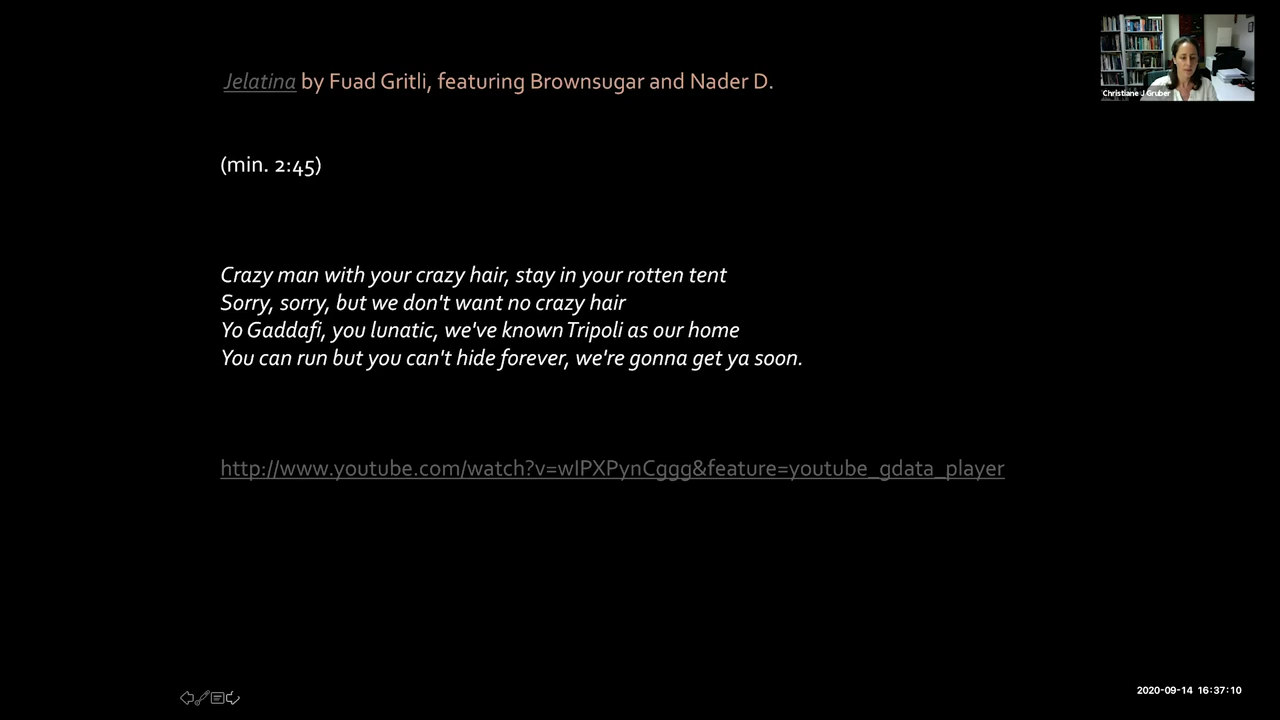 Jelatina by Fuad Gritli, featuring Brownsugar and Nader D.
Christiane J Gruber
(min. 2:45)
Crazy man with your crazy hair, stay in your rotten tent
Sorry, sorry, but we don't want no crazy hair
Yo Gaddafi, you lunatic, we've known Tripoli as our home
You can run but you can't hide forever, we're gonna get ya soon.
http://www.youtube.com/watch?v=wIPXPynCggg&feature=youtube_gdata_player
2020-09-14 16:37:10